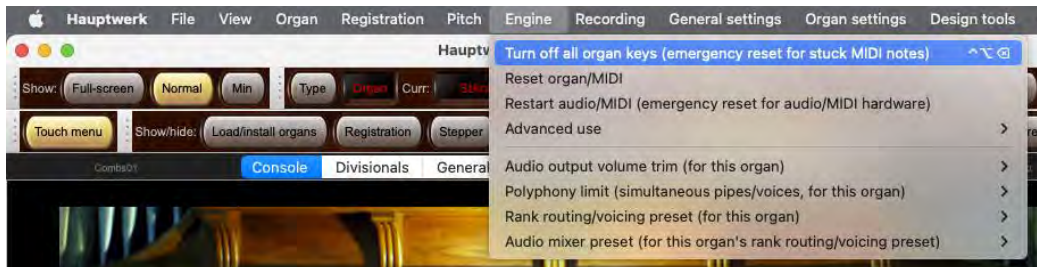 Hauptwerk File View Organ Registration Pitch Engine Recording General settings Organ settings Design tools
Hauptw
Turn off all organ keys (emergency reset for stuck MIDI notes) ^⌥⌫
Show: Full-screen Normal Min Type Organ Curr:
Reset organ/MIDI
Restart audio/MIDI (emergency reset for audio/MIDI hardware)
Touch menu Show/hide: Load/install organs Registration Stepper
Advanced use >
Combs01 Console Divisionals General
Audio output volume trim (for this organ) >
Polyphony limit (simultaneous pipes/voices, for this organ) >
Rank routing/voicing preset (for this organ) >
Audio mixer preset (for this organ's rank routing/voicing preset) >